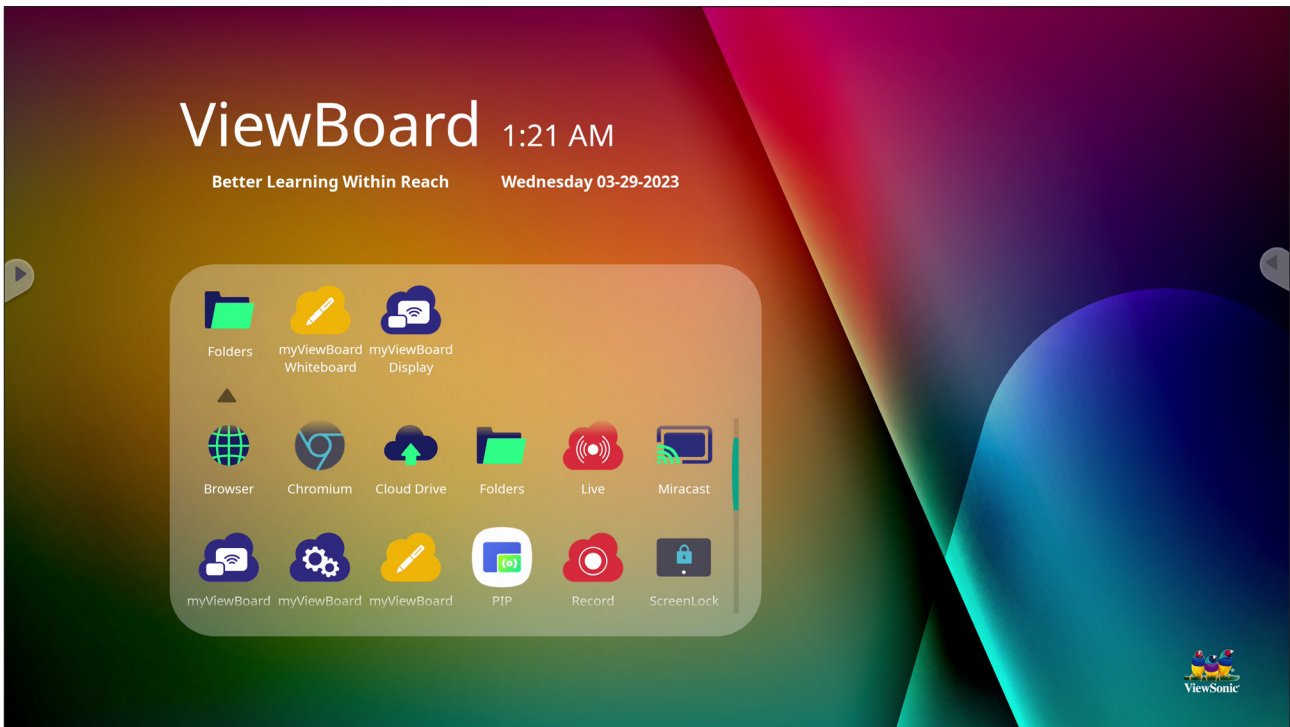 ViewBoard 1:21 AM
Better Learning Within Reach Wednesday 03-29-2023
Folders
myViewBoard Whiteboard
myViewBoard Display
Browser Chromium Cloud Drive Folders Live Miracast
myViewBoard myViewBoard myViewBoard PIP Record ScreenLock
ViewSonic